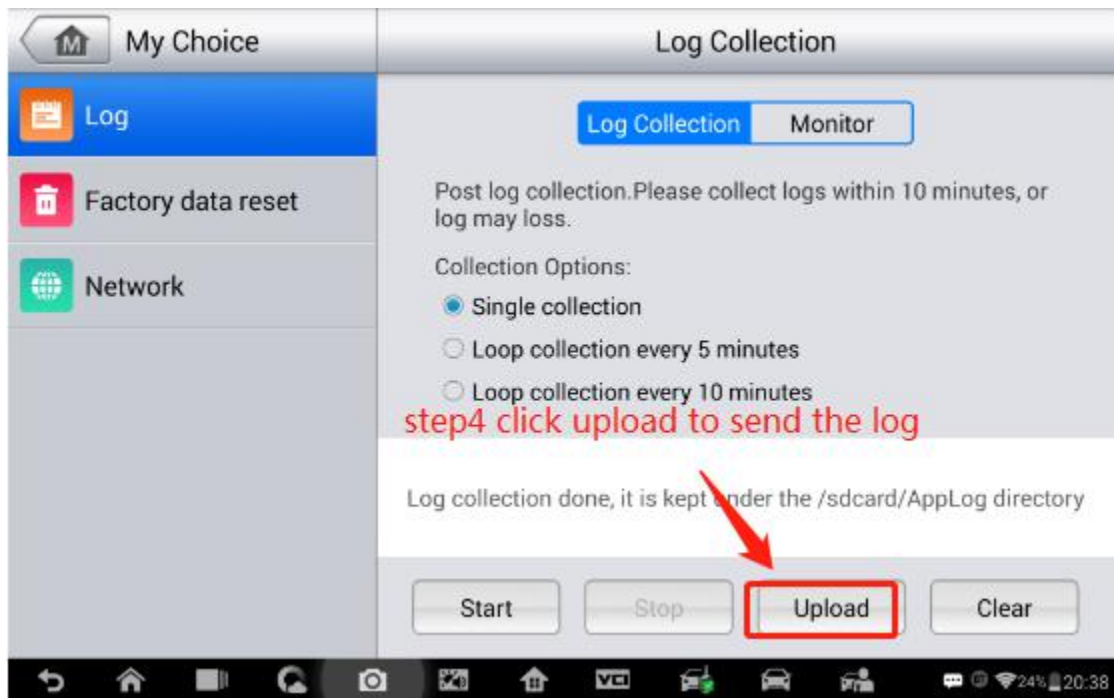 My Choice
Log Collection
Log
Log Collection
Monitor
Factory data reset
Post log collection.Please collect logs within 10 minutes, or
log may loss.
Network
Collection Options:
Single collection
Loop collection every 5 minutes
Loop collection every 10 minutes
step4 click upload to send the log
Log collection done, it is kept under the /sdcard/AppLog directory
Start
Stop
Upload
Clear
VCI
24%
20:38